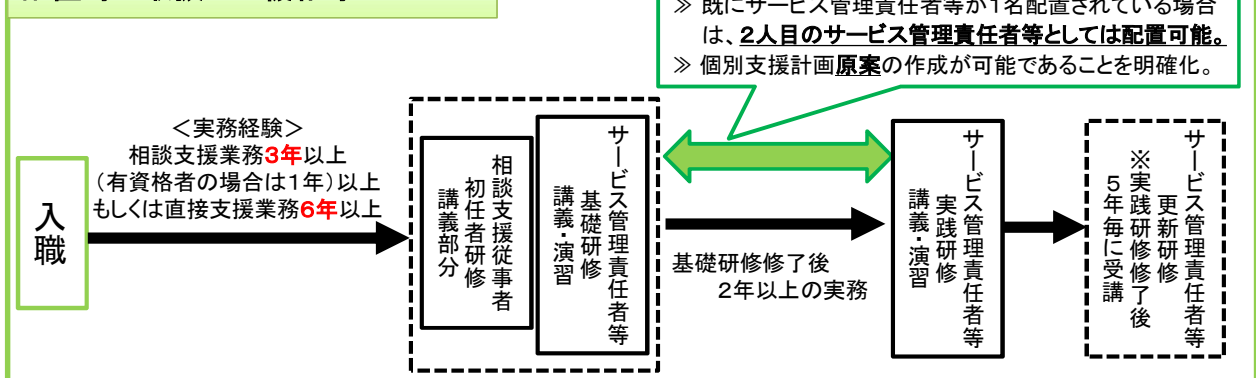 ≫ 既にサービス管理責任者等が1名配置されている場合
は、2人目のサービス管理責任者等としては配置可能。
≫ 個別支援計画原案の作成が可能であることを明確化。
＜実務経験＞
相談支援業務3年以上
（有資格者の場合は1年）以上
もしくは直接支援業務6年以上
入職
相談支援従事者
初任者研修
講義部分
サービス管理責任者等
基礎研修
講義・演習
基礎研修修了後
2年以上の実務
サービス管理責任者等
実践研修
講義・演習
サービス管理責任者等
更新研修
※実践研修修了後
5年毎に受講